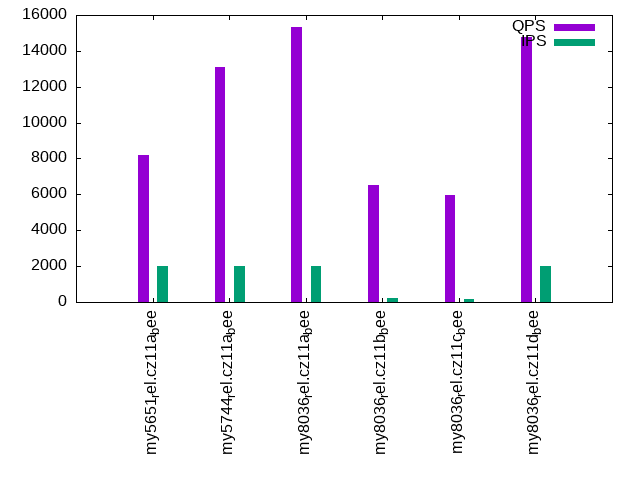 16000
14000
12000
10000
8000
6000
4000
2000
0
QPS
IPS
my5651rel.cz11abee
my5744rel.cz11abee
my8036rel.cz11abee
my8036rel.cz11bbee
my8036rel.cz11cbee
my8036rel.cz11dbee